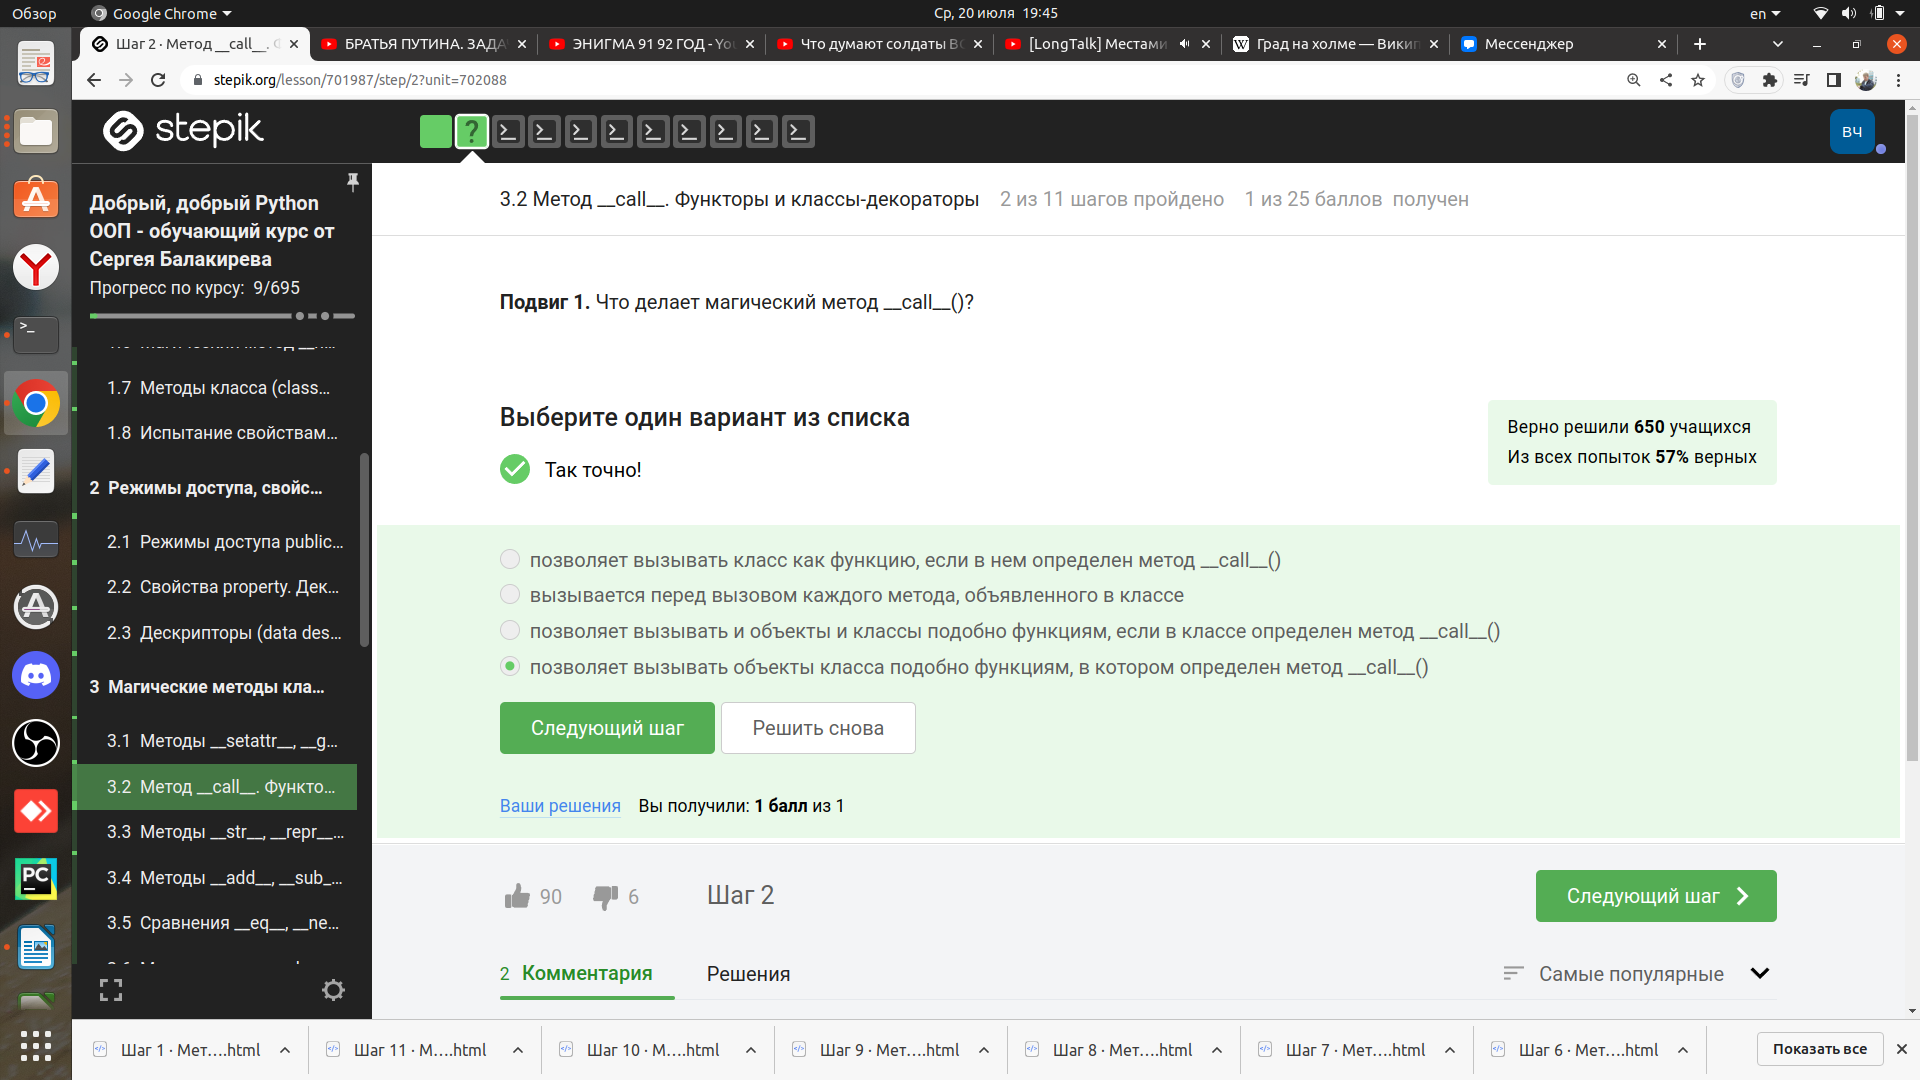 Обзор
Google Chrome
Ср, 20 июля 19:45
en
Шаг 2 · Метод __call__.
БРАТЬЯ ПУТИНА. ЗАДА
ЭНИГМА 91 92 ГОД - You
Что думают солдаты ВС
[LongTalk] Местами
Град на холме — Викип
Мессенджер
stepik.org/lesson/701987/step/2?unit=702088
stepik
ВЧ
Добрый, добрый Python
ООП - обучающий курс от
Сергея Балакирева
Прогресс по курсу: 9/695
1.7 Методы класса (class...
1.8 Испытание свойствам...
2 Режимы доступа, свойс...
2.1 Режимы доступа public...
2.2 Свойства property. Дек...
2.3 Дескрипторы (data des...
3 Магические методы кла...
3.1 Методы __setattr__, __g...
3.2 Метод __call__. Функто...
3.3 Методы __str__, __repr__...
3.4 Методы __add__, __sub_...
3.5 Сравнения __eq__, __ne...
3.2 Метод __call__. Функторы и классы-декораторы 2 из 11 шагов пройдено 1 из 25 баллов получен
Подвиг 1. Что делает магический метод __call__()?
Выберите один вариант из списка
Так точно!
Верно решили 650 учащихся
Из всех попыток 57% верных
позволяет вызывать класс как функцию, если в нем определен метод __call__()
вызывается перед вызовом каждого метода, объявленного в классе
позволяет вызывать и объекты и классы подобно функциям, если в классе определен метод __call__()
позволяет вызывать объекты класса подобно функциям, в котором определен метод __call__()
Следующий шаг
Решить снова
Ваши решения Вы получили: 1 балл из 1
90
6
Шаг 2
Следующий шаг
2 Комментария
Решения
Самые популярные
Шаг 1 · Мет....html
Шаг 11 · М....html
Шаг 10 · М....html
Шаг 9 · Мет....html
Шаг 8 · Мет....html
Шаг 7 · Мет....html
Шаг 6 · Мет....html
Показать все
PC